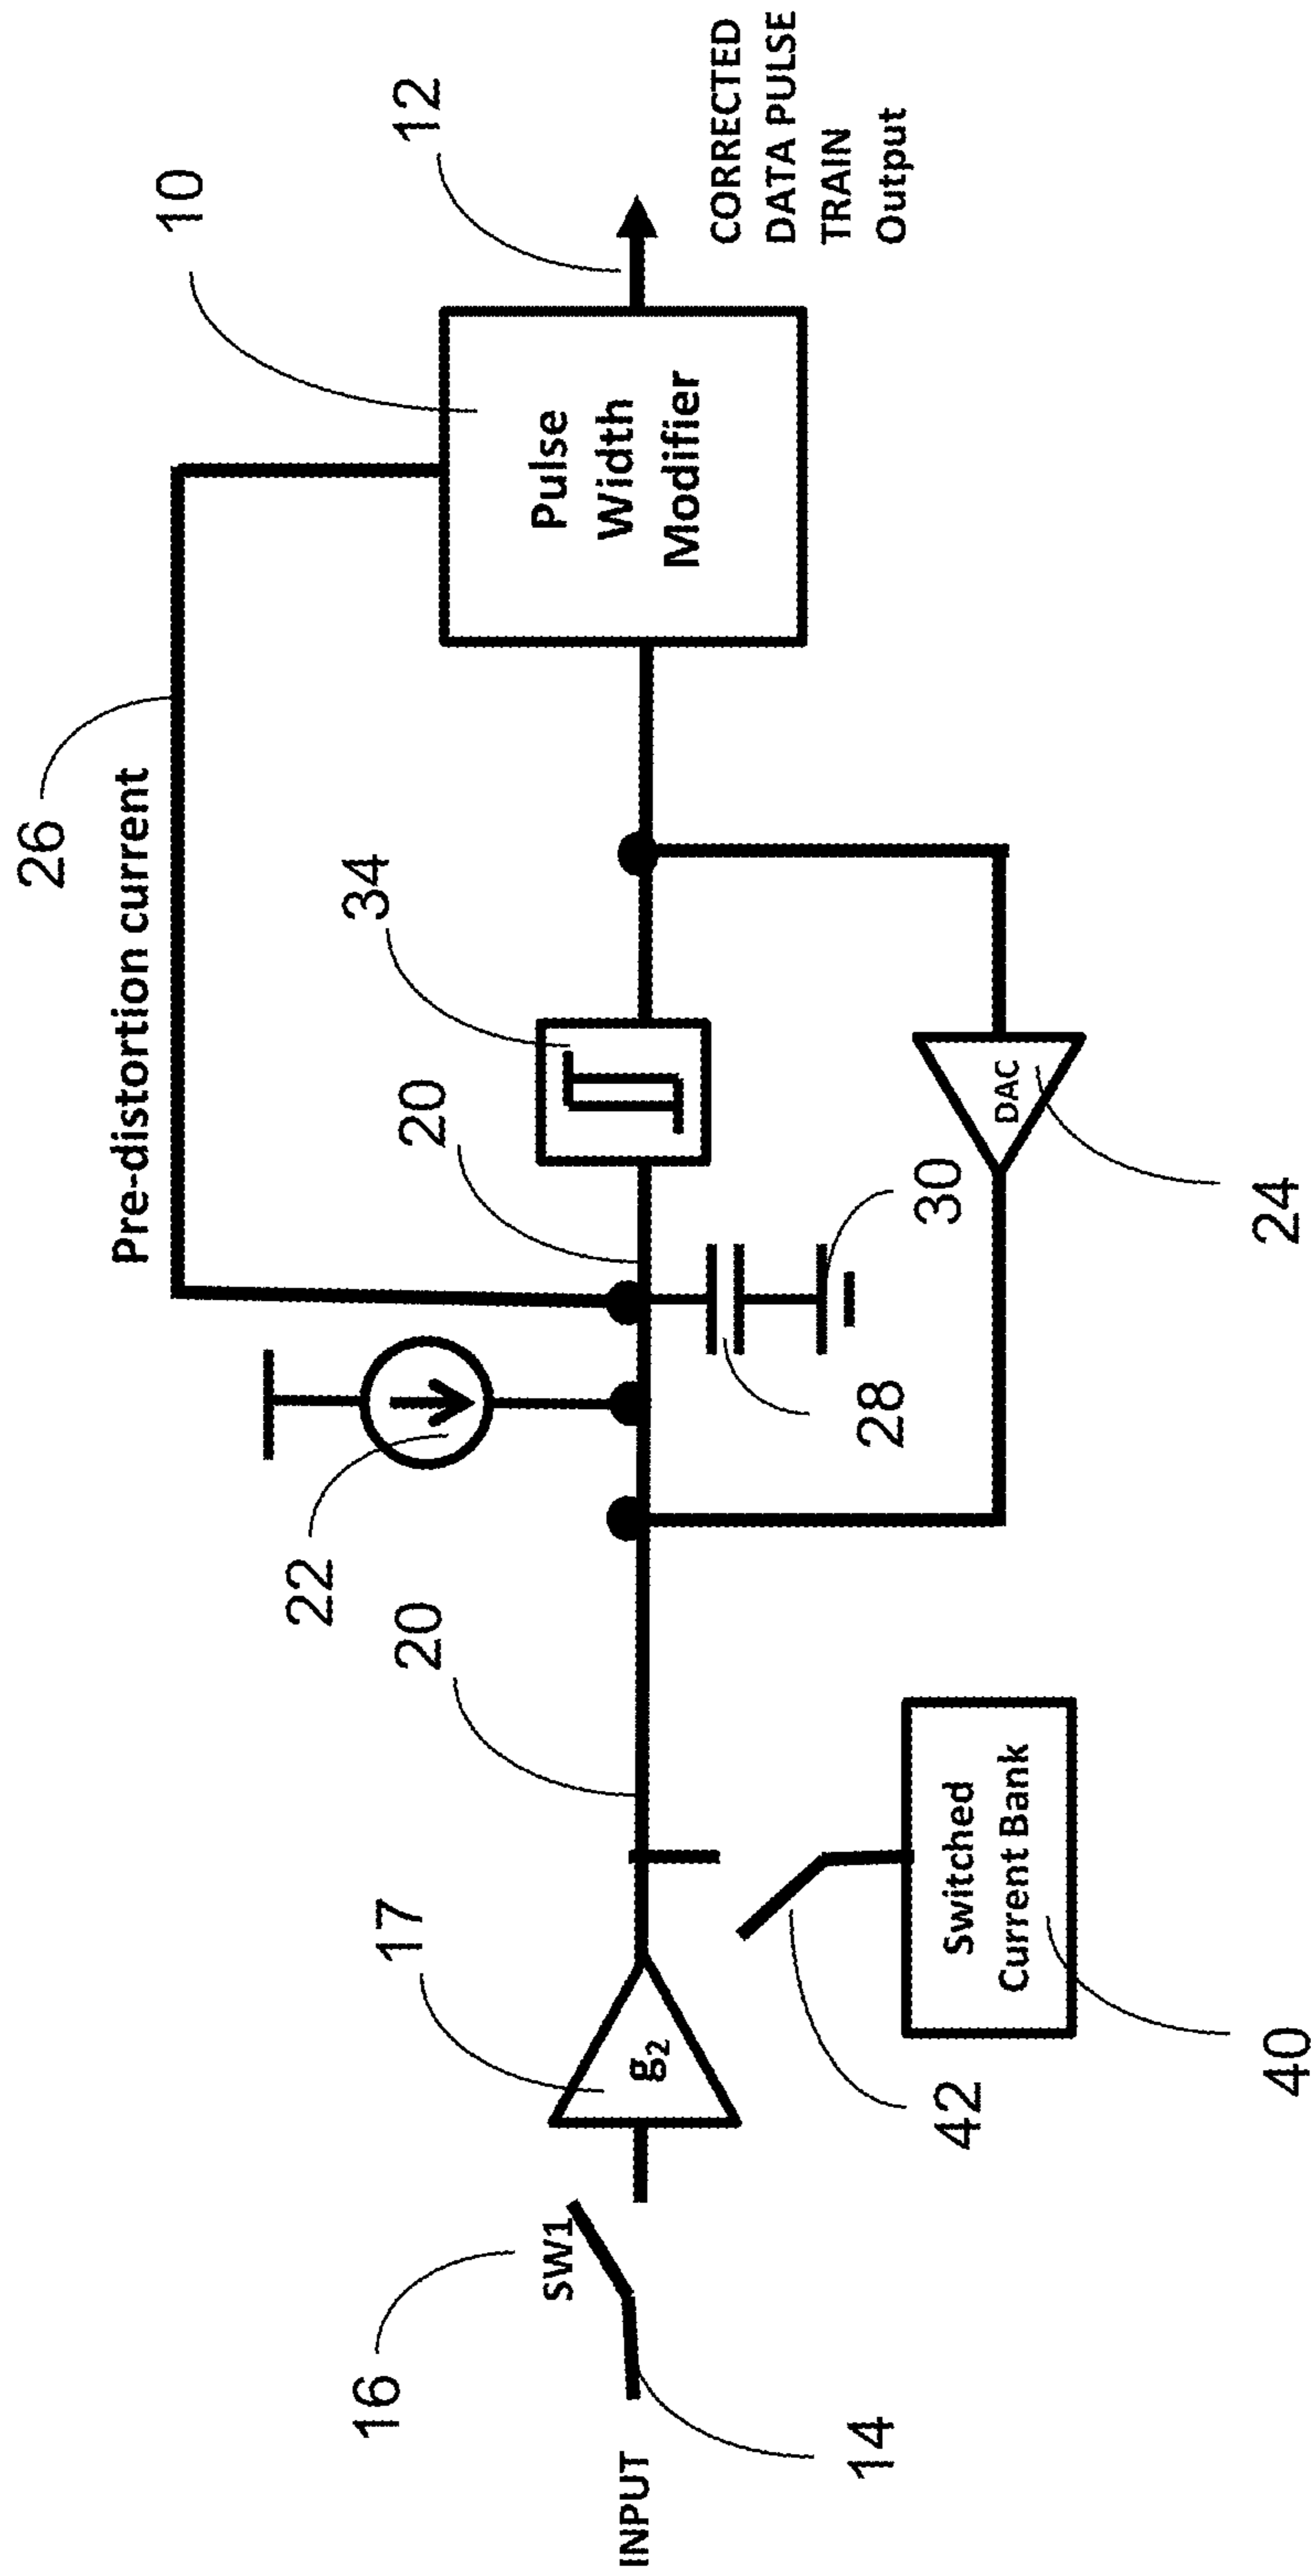 26
Pre-distortion current
10
12
22
34
20
Pulse
Width
Modifier
CORRECTED
DATA PULSE
TRAIN
Output
16
SW1
17
g₂
20
INPUT
14
42
Switched
Current Bank
40
28
30
DAC
24